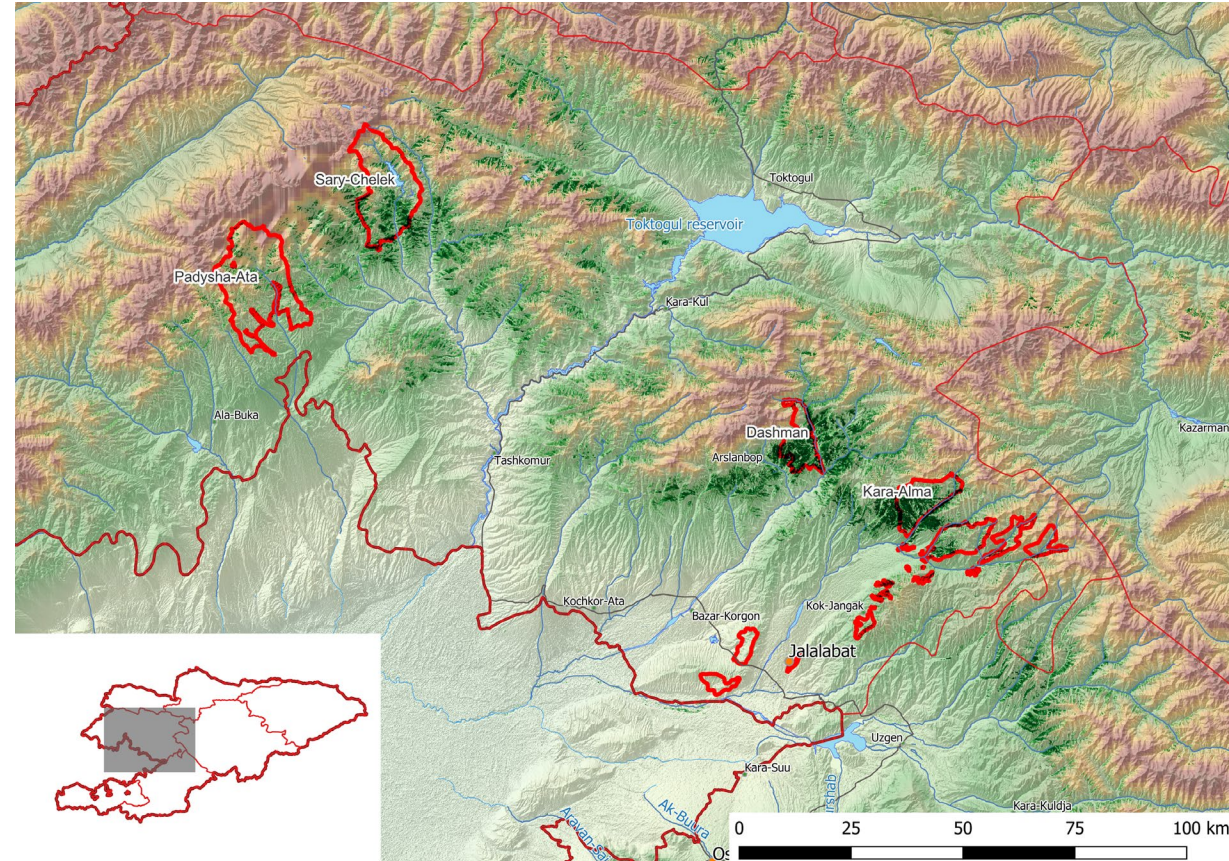 Toktogul
Sary-Chelek
Toktogul reservoir
Padysha-Ata
Kara-Kul
Ala-Buka
Kazarman
Dashman
Arslanbop
Tashkomur
Kara-Alma
Kochkor-Ata
Kok-Jangak
Bazar-Korgon
Jalalabat
Uzgen
Kara-Suu
Ak-Buura
Kara-Kuldja
0 25 50 75 100 km